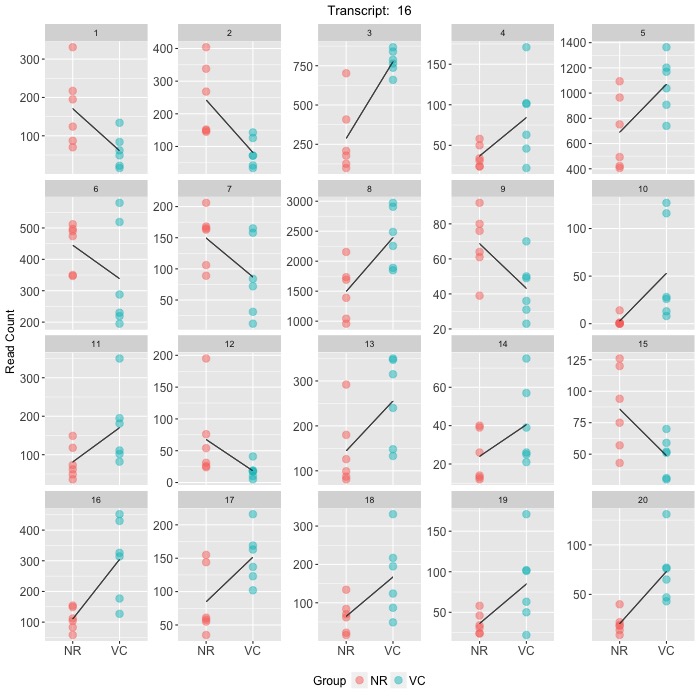 Transcript: 16
1 2 3 4 5
300 400 750 150 1400
200 300 500 100 1200
100 200 250 50 1000
100 800
600
400
6 7 8 9 10
500 200 3000 80 100
400 150 2500 60 50
300 100 2000 40 0
200 50 1500 20
1000
Read Count
11 12 13 14 15
300 200 300 60 125
200 150 200 40 100
100 100 100 20 75
50 50
0
16 17 18 19 20
400 200 300 150 100
300 150 200 100 50
200 100 100 50
100 50
NR VC NR VC NR VC NR VC NR VC
Group NR VC